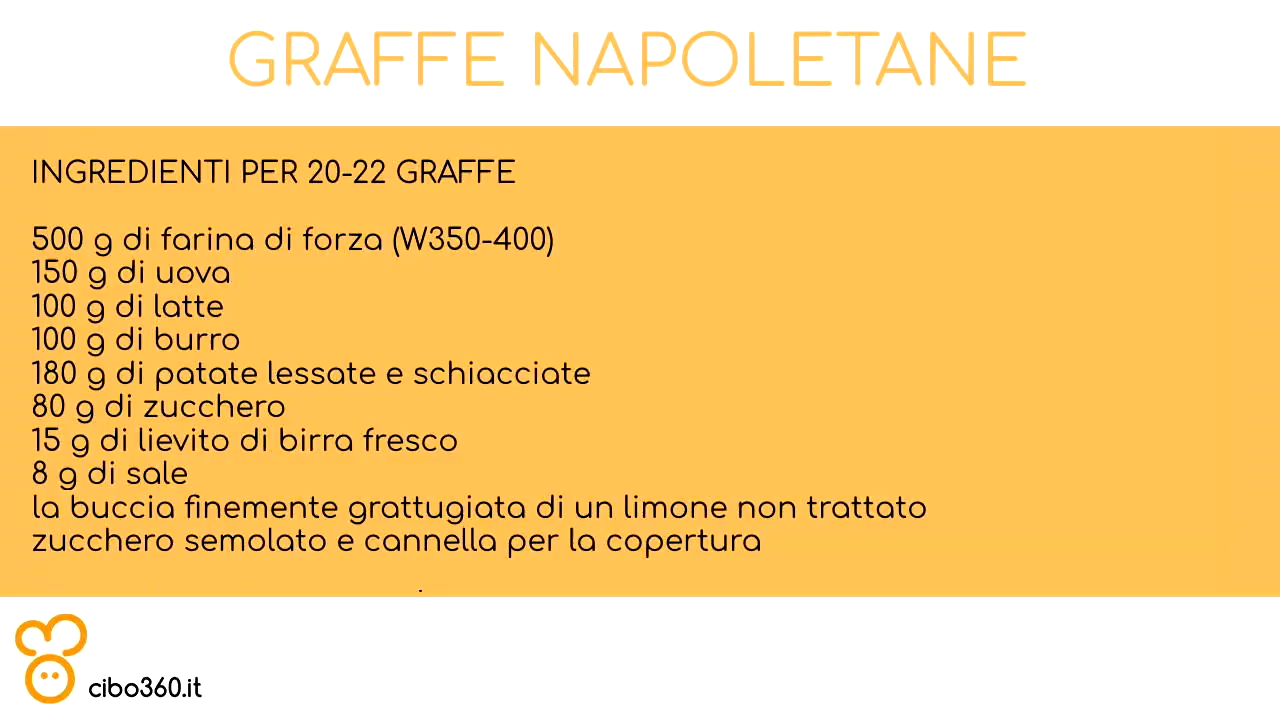 GRAFFE NAPOLETANE
INGREDIENTI PER 20-22 GRAFFE
500 g di farina di forza (W350-400)
150 g di uova
100 g di latte
100 g di burro
180 g di patate lessate e schiacciate
80 g di zucchero
15 g di lievito di birra fresco
8 g di sale
la buccia finemente grattugiata di un limone non trattato
zucchero semolato e cannella per la copertura
cibo360.it